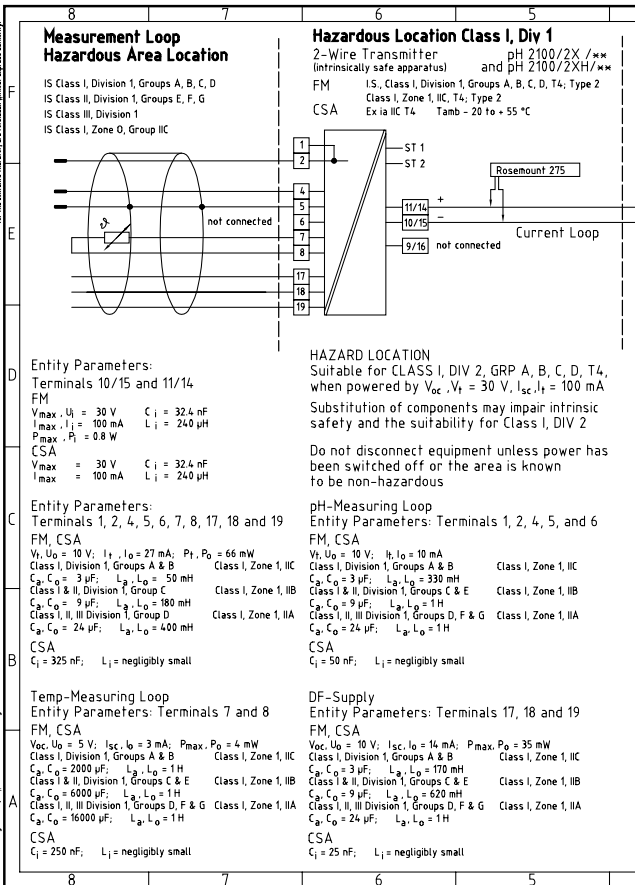 8 7 6 5
Measurement Loop
Hazardous Area Location
IS Class I, Division 1, Groups A, B, C, D
IS Class II, Division 1, Groups E, F, G
IS Class III, Division 1
IS Class I, Zone O, Group IIC
Hazardous Location Class I, Div 1
2-Wire Transmitter pH 2100/2X /**
(intrinsically safe apparatus) and pH 2100/2XH/**
FM I.S., Class I, Division 1, Groups A, B, C, D, T4; Type 2
Class I, Zone 1, IIC, T4; Type 2
CSA Ex ia IIC T4 Tamb - 20 to + 55 °C
F
1
2
4
5
6
7
8
17
18
19
not connected
ϑ
ST 1
ST 2
Rosemount 275
11/14 +
10/15 −
Current Loop
9/16 not connected
E
D
Entity Parameters:
Terminals 10/15 and 11/14
FM
Vmax , Ui = 30 V Ci = 32.4 nF
Imax , Ii = 100 mA Li = 240 µH
Pmax , Pi = 0.8 W
CSA
Vmax = 30 V Ci = 32.4 nF
Imax = 100 mA Li = 240 µH
HAZARD LOCATION
Suitable for CLASS I, DIV 2, GRP A, B, C, D, T4,
when powered by Voc ,Vt = 30 V, Isc,It = 100 mA
Substitution of components may impair intrinsic
safety and the suitability for Class I, DIV 2
Do not disconnect equipment unless power has
been switched off or the area is known
to be non-hazardous
C
Entity Parameters:
Terminals 1, 2, 4, 5, 6, 7, 8, 17, 18 and 19
FM, CSA
Vt, Uo = 10 V; It , Io = 27 mA; Pt, Po = 66 mW
Class I, Division 1, Groups A & B Class I, Zone 1, IIC
Ca, Co = 3 µF; La, Lo = 50 mH
Class I & II, Division 1, Group C Class I, Zone 1, IIB
Ca, Co = 9 µF; La, Lo = 180 mH
Class I, II, III Division 1, Group D Class I, Zone 1, IIA
Ca, Co = 24 µF; La, Lo = 400 mH
CSA
Ci = 325 nF; Li = negligibly small
pH-Measuring Loop
Entity Parameters: Terminals 1, 2, 4, 5, and 6
FM, CSA
Vt, Uo = 10 V; It, Io = 10 mA
Class I, Division 1, Groups A & B Class I, Zone 1, IIC
Ca, Co = 3 µF; La, Lo = 330 mH
Class I & II, Division 1, Groups C & E Class I, Zone 1, IIB
Ca, Co = 9 µF; La, Lo = 1 H
Class I, II, III Division 1, Groups D, F & G Class I, Zone 1, IIA
Ca, Co = 24 µF; La, Lo = 1 H
CSA
Ci = 50 nF; Li = negligibly small
B
Temp-Measuring Loop
Entity Parameters: Terminals 7 and 8
FM, CSA
Voc, Uo = 5 V; Isc, Io = 3 mA; Pmax, Po = 4 mW
Class I, Division 1, Groups A & B Class I, Zone 1, IIC
Ca, Co = 2000 µF; La, Lo = 1 H
Class I & II, Division 1, Groups C & E Class I, Zone 1, IIB
Ca, Co = 6000 µF; La, Lo = 1 H
Class I, II, III Division 1, Groups D, F & G Class I, Zone 1, IIA
Ca, Co = 16000 µF; La, Lo = 1 H
CSA
Ci = 250 nF; Li = negligibly small
DF-Supply
Entity Parameters: Terminals 17, 18 and 19
FM, CSA
Voc, Uo = 10 V; Isc, Io = 14 mA; Pmax, Po = 35 mW
Class I, Division 1, Groups A & B Class I, Zone 1, IIC
Ca, Co = 3 µF; La, Lo = 170 mH
Class I & II, Division 1, Groups C & E Class I, Zone 1, IIB
Ca, Co = 9 µF; La, Lo = 620 mH
Class I, II, III Division 1, Groups D, F & G Class I, Zone 1, IIA
Ca, Co = 24 µF; La, Lo = 1 H
CSA
Ci = 25 nF; Li = negligibly small
A
8 7 6 5